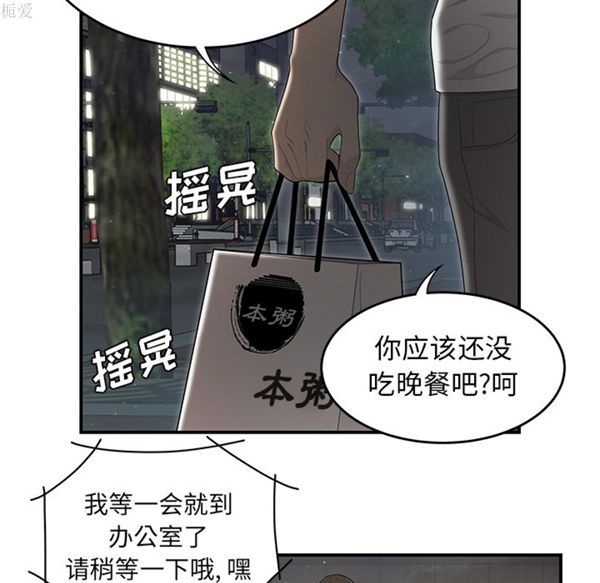 栀爱
摇晃
本粥
摇晃
本粥
你应该还没
吃晚餐吧?呵
我等一会就到
办公室了
请稍等一下哦,嘿